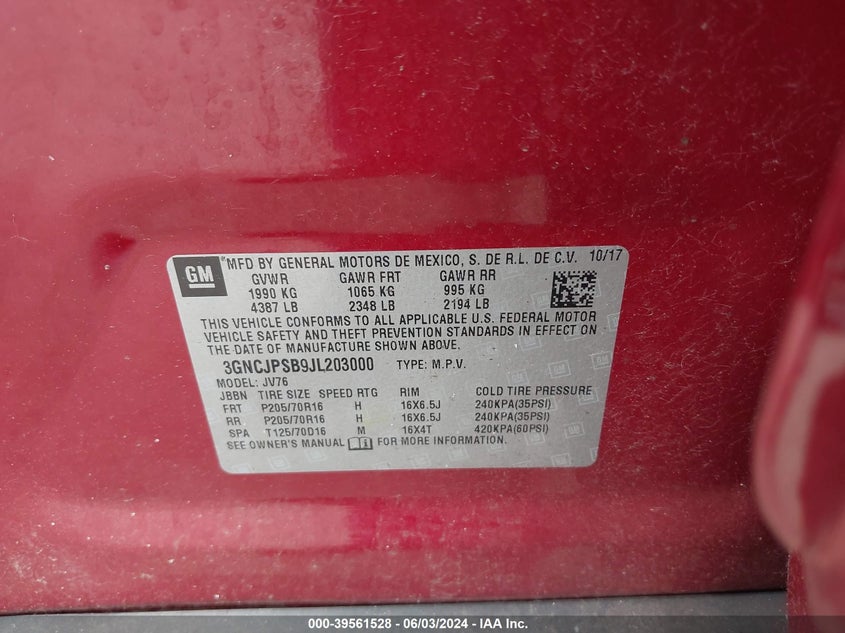 GM
MFD BY GENERAL MOTORS DE MEXICO, S. DE R.L. DE C.V. 10/17
GVWR GAWR FRT GAWR RR
1990 KG 1065 KG 995 KG
4387 LB 2348 LB 2194 LB
THIS VEHICLE CONFORMS TO ALL APPLICABLE U.S. FEDERAL MOTOR
VEHICLE SAFETY AND THEFT PREVENTION STANDARDS IN EFFECT ON
THE DATE OF MANUFACTURE SHOWN ABOVE.
3GNCJPSB9JL203000 TYPE: M.P.V.
MODEL: JV76
JBBN TIRE SIZE SPEED RTG RIM COLD TIRE PRESSURE
FRT P205/70R16 H 16X6.5J 240KPA(35PSI)
RR P205/70R16 H 16X6.5J 240KPA(35PSI)
SPA T125/70D16 M 16X4T 420KPA(60PSI)
SEE OWNER'S MANUAL FOR MORE INFORMATION.
000-39561528 - 06/03/2024 - IAA Inc.